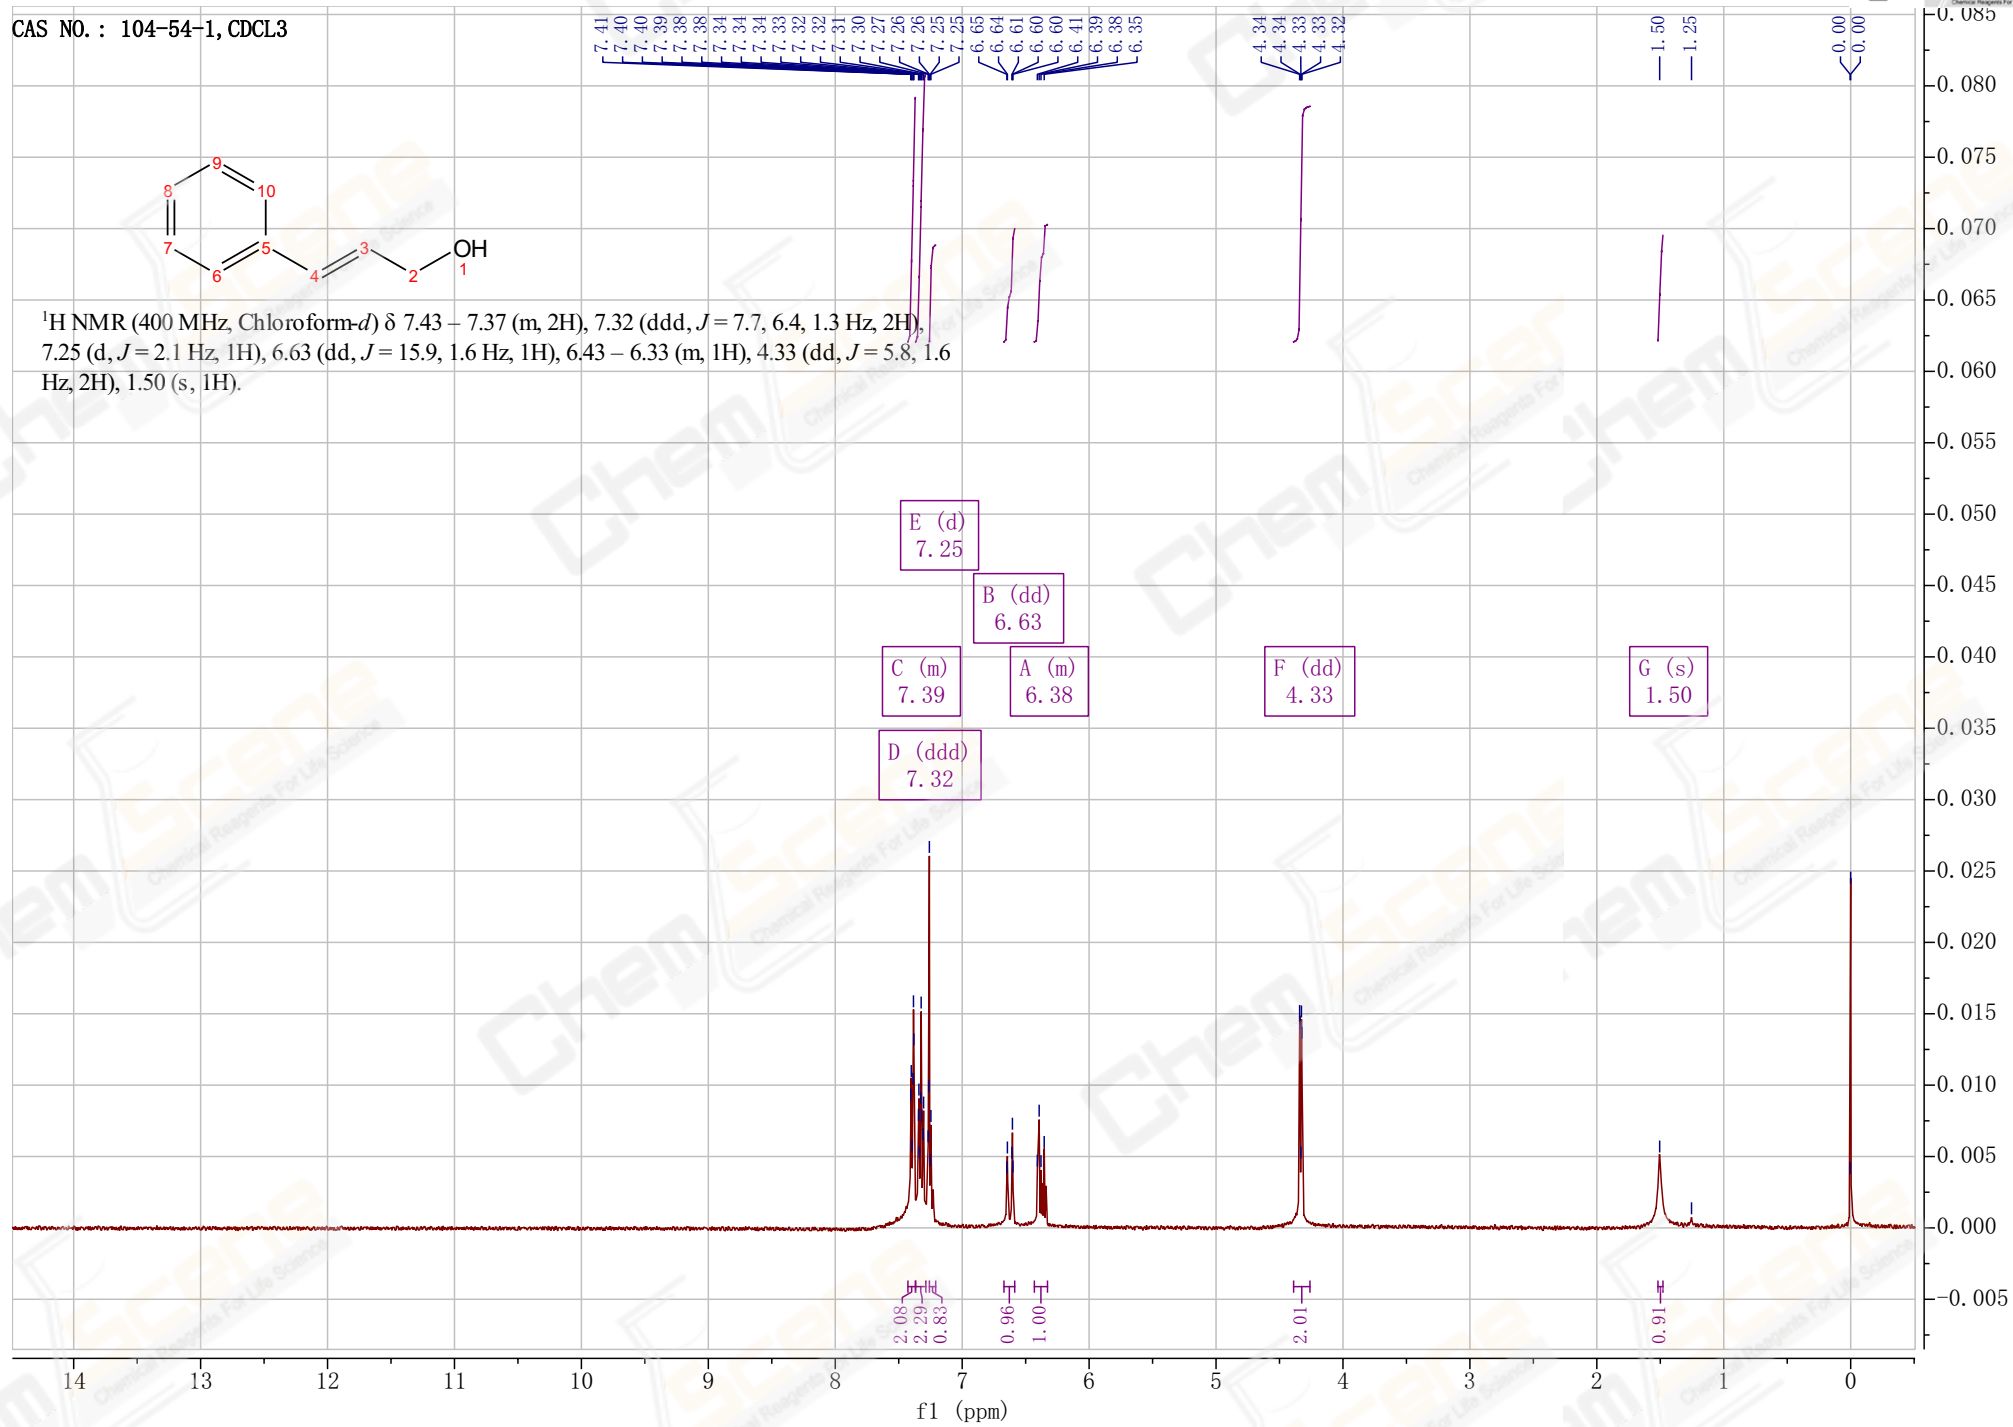 CAS NO.: 104-54-1, CDCL3
7.41 7.40 7.40 7.39 7.38 7.38 7.34 7.34 7.34 7.33 7.32 7.32 7.31 7.30 7.27 7.26 7.26 7.25 7.25 6.65 6.64 6.61 6.60 6.60 6.41 6.39 6.38 6.35 4.34 4.34 4.33 4.33 4.32 1.50 1.25 0.00 0.00
9
8
10
7
5
3
OH
6
4
2
1
¹H NMR (400 MHz, Chloroform-d) δ 7.43 – 7.37 (m, 2H), 7.32 (ddd, J = 7.7, 6.4, 1.3 Hz, 2H),
7.25 (d, J = 2.1 Hz, 1H), 6.63 (dd, J = 15.9, 1.6 Hz, 1H), 6.43 – 6.33 (m, 1H), 4.33 (dd, J = 5.8, 1.6
Hz, 2H), 1.50 (s, 1H).
E (d)
7.25
B (dd)
6.63
C (m)
7.39
A (m)
6.38
F (dd)
4.33
G (s)
1.50
D (ddd)
7.32
2.08 2.29 0.83 0.96 1.00 2.01 0.91
0.085
0.080
0.075
0.070
0.065
0.060
0.055
0.050
0.045
0.040
0.035
0.030
0.025
0.020
0.015
0.010
0.005
0.000
-0.005
14 13 12 11 10 9 8 7 6 5 4 3 2 1 0
f1 (ppm)
ChemScene
Chemical Reagents For Life Science